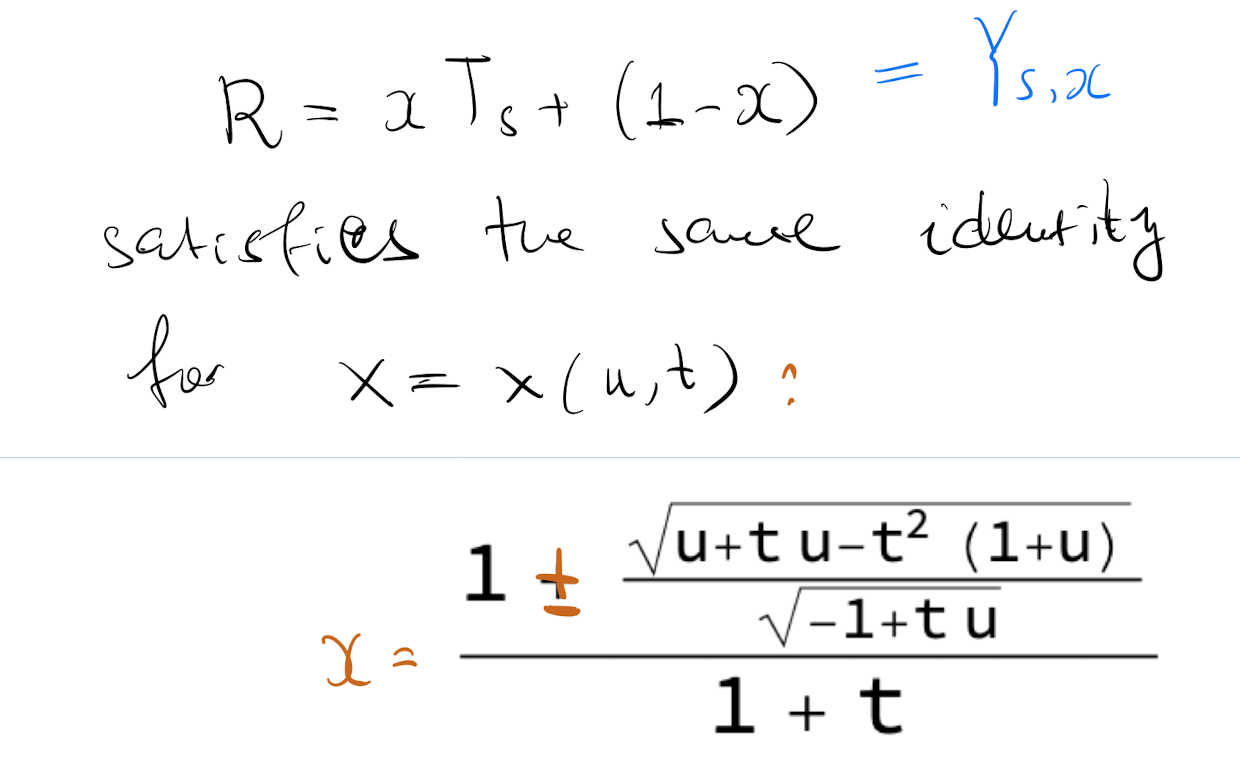 R = x T_s + (1-x) = Y_{s,x}
satisfies the same identity
for x = x(u,t) :
x = \frac{1 \pm \frac{\sqrt{u+t u-t^2 (1+u)}}{\sqrt{-1+t u}}}{1 + t}